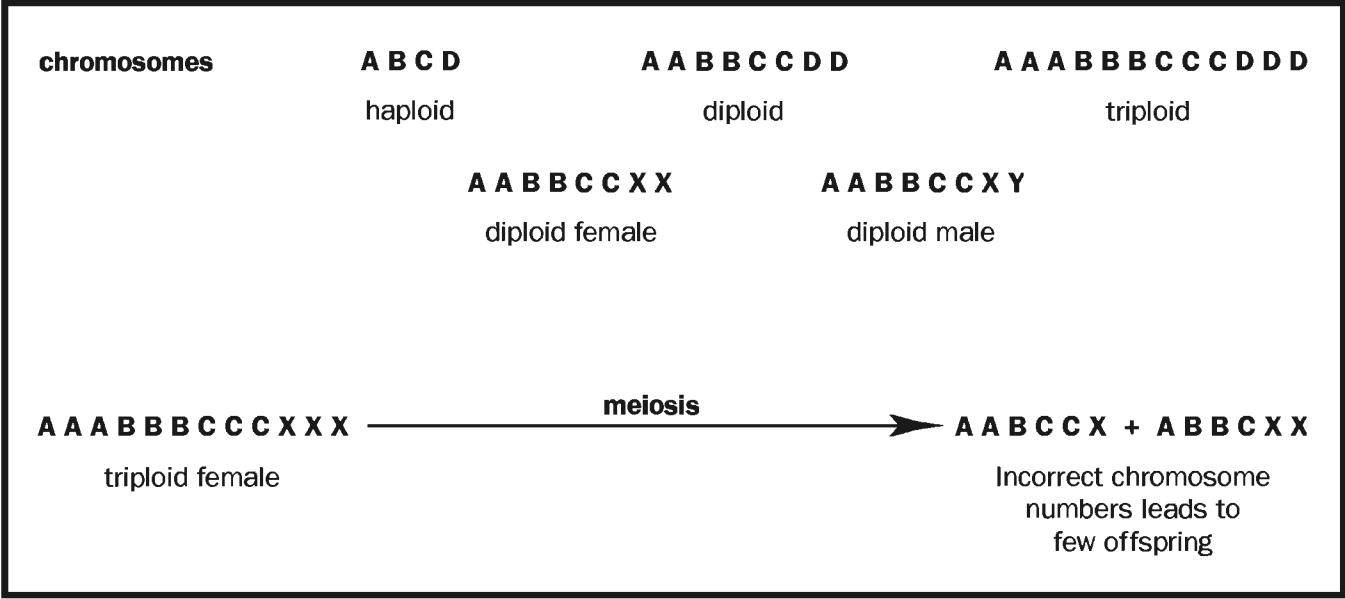 chromosomes
A B C D
A A B B C C D D
A A A B B B C C C D D D
haploid
diploid
triploid
A A B B C C X X
A A B B C C X Y
diploid female
diploid male
meiosis
A A A B B B C C C X X X
A A B C C X + A B B C X X
triploid female
Incorrect chromosome
numbers leads to
few offspring